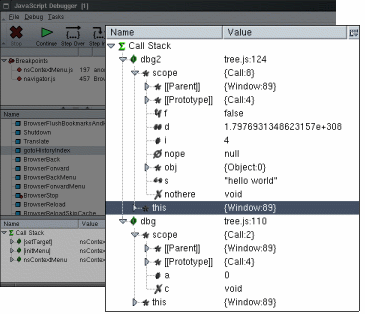 JavaScript Debugger [1]
File Debug Tasks
Stop Continue Step Over Step
Name Value
Call Stack
dbg2 tree.js:124
scope {Call:8}
[[Parent]] {Window:89}
[[Prototype]] {Call:4}
f false
d 1.7976931348623157e+308
i 4
nope null
obj {Object:0}
s "hello world"
nothere void
this {Window:89}
dbg tree.js:110
scope {Call:2}
[[Parent]] {Window:89}
[[Prototype]] {Call:4}
a 0
c void
this {Window:89}
Name Line
Breakpoints
nsContextMenu.js 197
navigator.js 457
Name
BrowserFlushBookmarksAndH
Shutdown
Translate
gotoHistoryIndex
BrowserBack
BrowserForward
BrowserBackMenu
BrowserForwardMenu
BrowserStop
BrowserReload
BrowserReloadSkipCache
Name Value
Call Stack
[setTarget] nsConte
[initMenu] nsConte
nsContextMenu nsConte